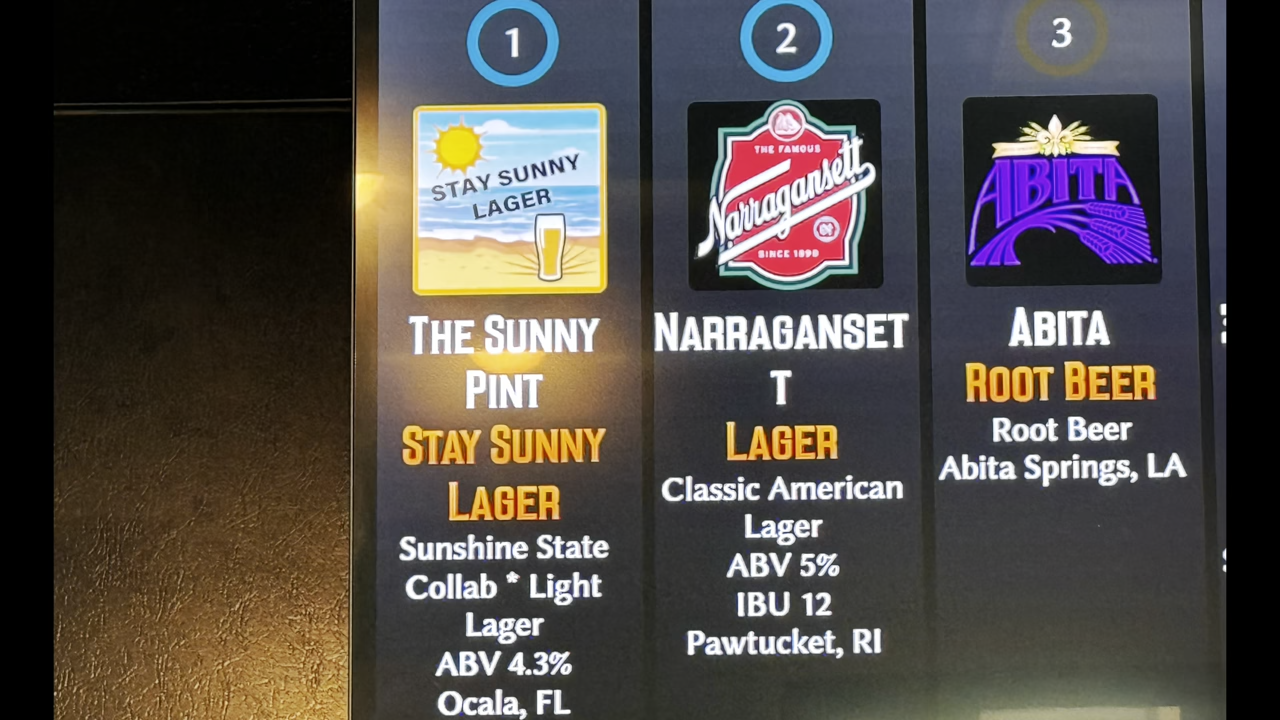 1
STAY SUNNY
LAGER
THE SUNNY
PINT
STAY SUNNY
LAGER
Sunshine State
Collab * Light
Lager
ABV 4.3%
Ocala, FL
2
THE FAMOUS
Narragansett
SINCE 1890
NARRAGANSET
T
LAGER
Classic American
Lager
ABV 5%
IBU 12
Pawtucket, RI
3
ABITA
ABITA
ROOT BEER
Root Beer
Abita Springs, LA